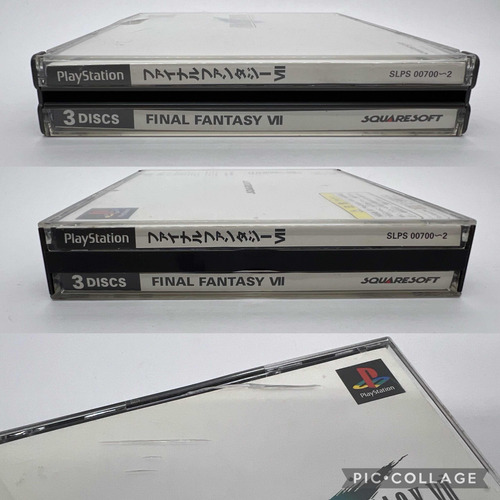 PlayStation ファイナルファンタジーVII SLPS 00700~2
3 DISCS FINAL FANTASY VII SQUARESOFT
PlayStation ファイナルファンタジーVII SLPS 00700~2
3 DISCS FINAL FANTASY VII SQUARESOFT
PlayStation
PIC•COLLAGE